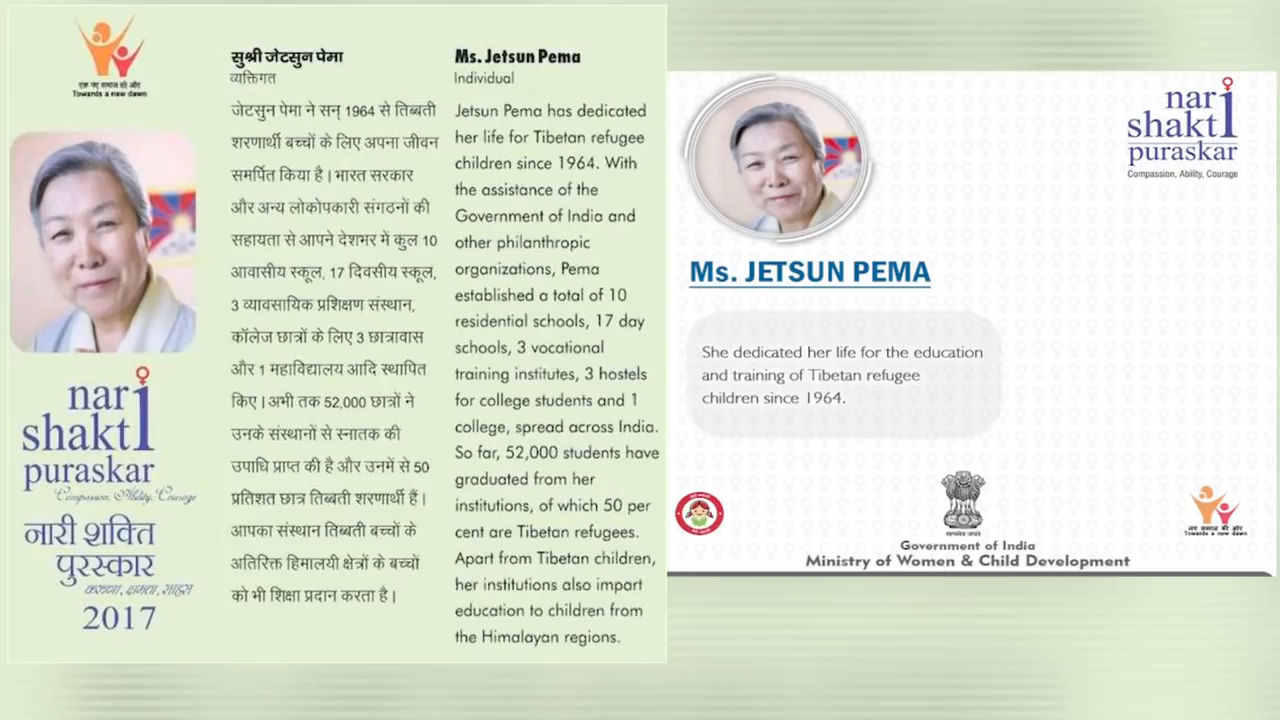 एक नए समाज की ओर
Towards a new dawn
nari
shakti
puraskar
Compassion, Ability, Courage
नारी शक्ति
पुरस्कार
करुणा, क्षमता, साहस
2017
सुश्री जेटसुन पेमा
व्यक्तिगत
जेटसुन पेमा ने सन् 1964 से तिब्बती
शरणार्थी बच्चों के लिए अपना जीवन
समर्पित किया है। भारत सरकार
और अन्य लोकोपकारी संगठनों की
सहायता से आपने देशभर में कुल 10
आवासीय स्कूल, 17 दिवसीय स्कूल,
3 व्यावसायिक प्रशिक्षण संस्थान,
कॉलेज छात्रों के लिए 3 छात्रावास
और 1 महाविद्यालय आदि स्थापित
किए। अभी तक 52,000 छात्रों ने
उनके संस्थानों से स्नातक की
उपाधि प्राप्त की है और उनमें से 50
प्रतिशत छात्र तिब्बती शरणार्थी हैं।
आपका संस्थान तिब्बती बच्चों के
अतिरिक्त हिमालयी क्षेत्रों के बच्चों
को भी शिक्षा प्रदान करता है।
Ms. Jetsun Pema
Individual
Jetsun Pema has dedicated
her life for Tibetan refugee
children since 1964. With
the assistance of the
Government of India and
other philanthropic
organizations, Pema
established a total of 10
residential schools, 17 day
schools, 3 vocational
training institutes, 3 hostels
for college students and 1
college, spread across India.
So far, 52,000 students have
graduated from her
institutions, of which 50 per
cent are Tibetan refugees.
Apart from Tibetan children,
her institutions also impart
education to children from
the Himalayan regions.
nari
shakti
puraskar
Compassion, Ability, Courage
Ms. JETSUN PEMA
She dedicated her life for the education
and training of Tibetan refugee
children since 1964.
सत्यमेव जयते
Government of India
Ministry of Women & Child Development
नए समाज की ओर
Towards a new dawn